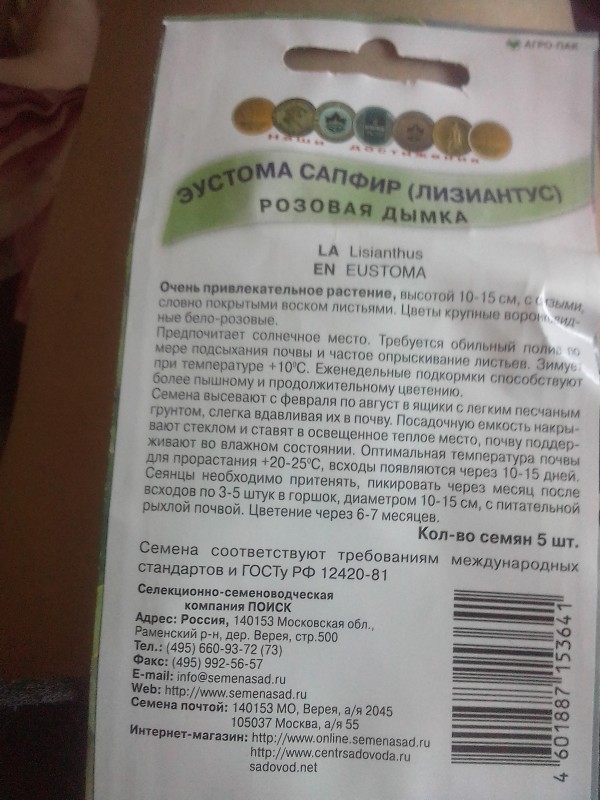 АГРО-ПАК
Наши достижения
ЭУСТОМА САПФИР (ЛИЗИАНТУС)
РОЗОВАЯ ДЫМКА
LA Lisianthus
EN EUSTOMA
Очень привлекательное растение, высотой 10-15 см, с сизыми,
словно покрытыми воском листьями. Цветы крупные воронковид-
ные бело-розовые.
Предпочитает солнечное место. Требуется обильный полив по
мере подсыхания почвы и частое опрыскивание листьев. Зимует
при температуре +10°С. Еженедельные подкормки способствуют
более пышному и продолжительному цветению.
Семена высевают с февраля по август в ящики с легким песчаным
грунтом, слегка вдавливая их в почву. Посадочную емкость накры-
вают стеклом и ставят в освещенное теплое место, почву поддер-
живают во влажном состоянии. Оптимальная температура почвы
для прорастания +20-25°С, всходы появляются через 10-15 дней.
Сеянцы необходимо притенять, пикировать через месяц после
всходов по 3-5 штук в горшок, диаметром 10-15 см, с питательной
рыхлой почвой. Цветение через 6-7 месяцев.
Кол-во семян 5 шт.
Семена соответствуют требованиям международных
стандартов и ГОСТу РФ 12420-81
Селекционно-семеноводческая
компания ПОИСК
Адрес: Россия, 140153 Московская обл.,
Раменский р-н, дер. Верея, стр.500
Тел.: (495) 660-93-72 (73)
Факс: (495) 992-56-57
E-mail: info@semenasad.ru
Web: http://www.semenasad.ru
Семена почтой: 140153 МО, Верея, а/я 2045
105037 Москва, а/я 55
Интернет-магазин: http://www.online.semenasad.ru
http://www.centrsadovoda.ru
sadovod.net
4 601887 153641